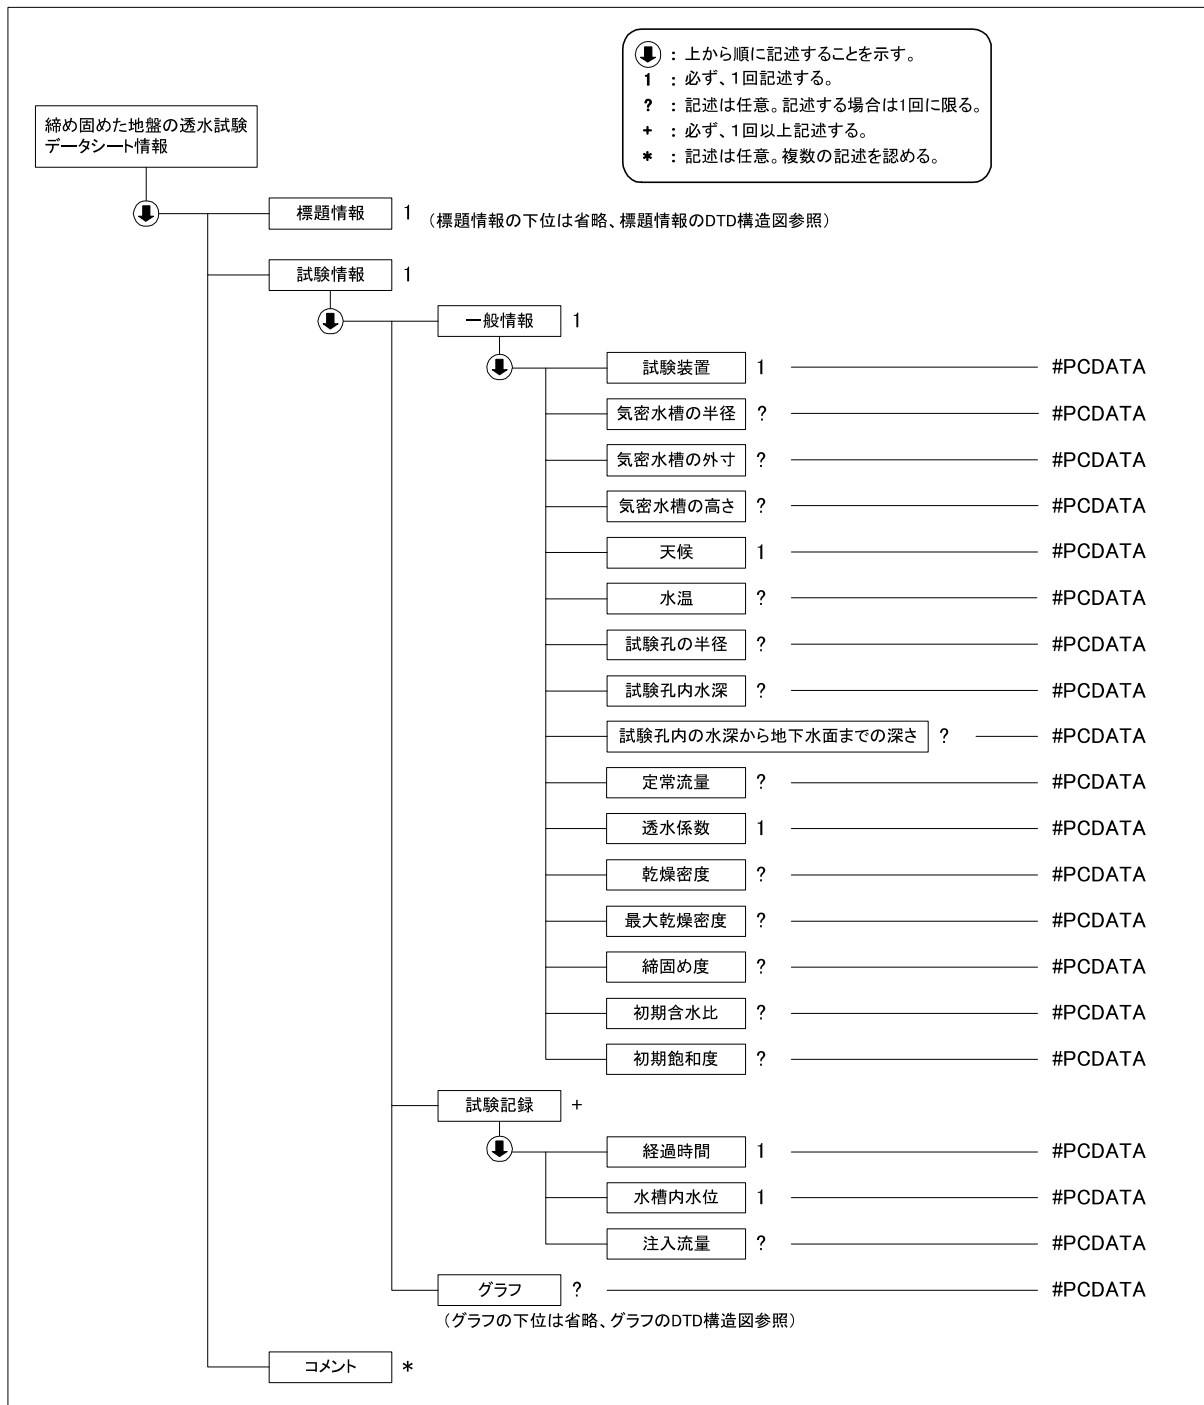 ： 上から順に記述することを示す。
1 ： 必ず、1回記述する。
? ： 記述は任意。記述する場合は1回に限る。
+ ： 必ず、1回以上記述する。
* ： 記述は任意。複数の記述を認める。
締め固めた地盤の透水試験
データシート情報
標題情報 1 （標題情報の下位は省略、標題情報のDTD構造図参照）
試験情報 1
一般情報 1
試験装置 1 #PCDATA
気密水槽の半径 ? #PCDATA
気密水槽の外寸 ? #PCDATA
気密水槽の高さ ? #PCDATA
天候 1 #PCDATA
水温 ? #PCDATA
試験孔の半径 ? #PCDATA
試験孔内水深 ? #PCDATA
試験孔内の水深から地下水面までの深さ ? #PCDATA
定常流量 ? #PCDATA
透水係数 1 #PCDATA
乾燥密度 ? #PCDATA
最大乾燥密度 ? #PCDATA
締固め度 ? #PCDATA
初期含水比 ? #PCDATA
初期飽和度 ? #PCDATA
試験記録 +
経過時間 1 #PCDATA
水槽内水位 1 #PCDATA
注入流量 ? #PCDATA
グラフ ? #PCDATA
（グラフの下位は省略、グラフのDTD構造図参照）
コメント *